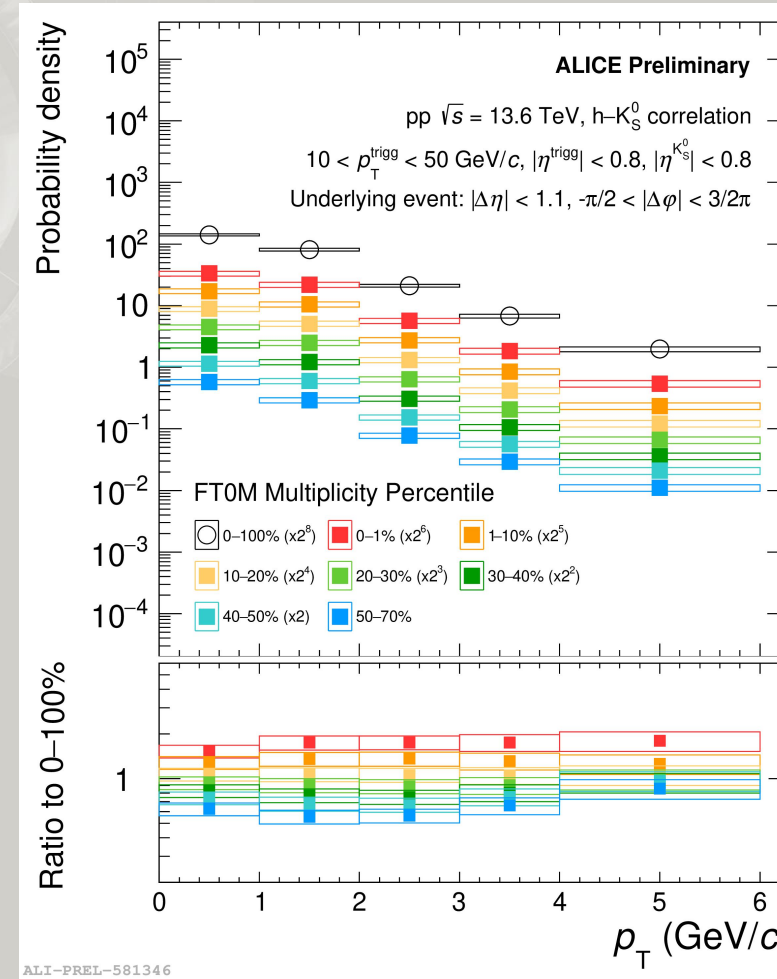 Probability density
10⁵
10⁴
10³
10²
10
1
10⁻¹
10⁻²
10⁻³
10⁻⁴
ALICE Preliminary
pp √s = 13.6 TeV, h–K⁰_S correlation
10 < p_T^trigg < 50 GeV/c, |η^trigg| < 0.8, |η^K⁰_S| < 0.8
Underlying event: |Δη| < 1.1, -π/2 < |Δφ| < 3/2π
FT0M Multiplicity Percentile
0–100% (x2⁸) 0–1% (x2⁶) 1–10% (x2⁵)
10–20% (x2⁴) 20–30% (x2³) 30–40% (x2²)
40–50% (x2) 50–70%
Ratio to 0–100%
1
0 1 2 3 4 5 6
p_T (GeV/c
ALI-PREL-581346